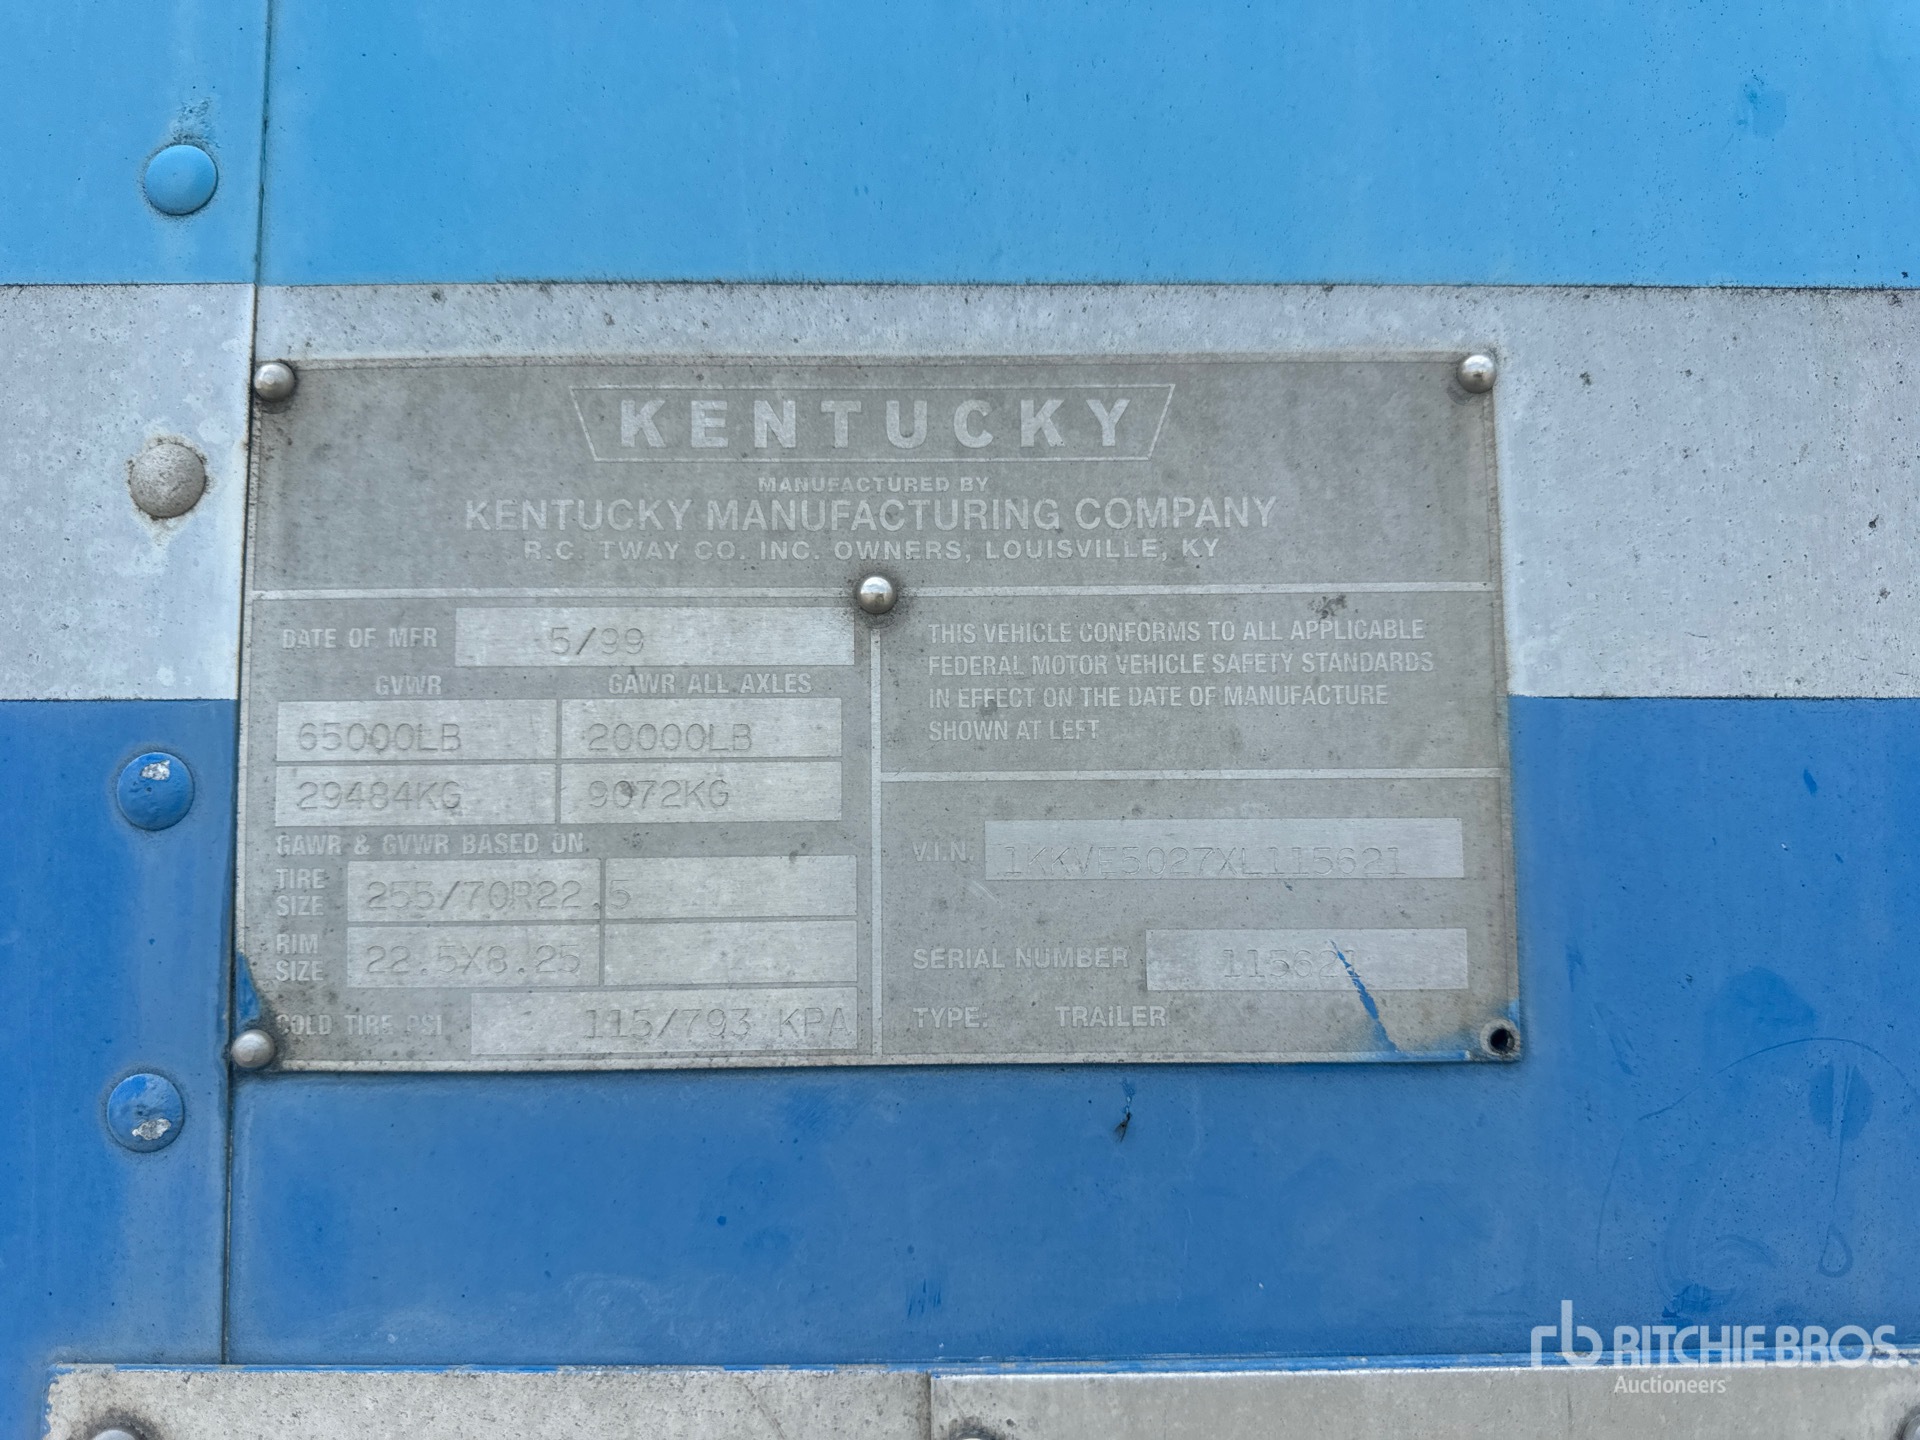 KENTUCKY
MANUFACTURED BY
KENTUCKY MANUFACTURING COMPANY
R.C. TWAY CO. INC. OWNERS, LOUISVILLE, KY
DATE OF MFR 5/99
GVWR GAWR ALL AXLES
65000LB 20000LB
29484KG 9072KG
GAWR & GVWR BASED ON
TIRE SIZE 255/70R22.5
RIM SIZE 22.5X8.25
COLD TIRE PSI 115/793 KPA
THIS VEHICLE CONFORMS TO ALL APPLICABLE
FEDERAL MOTOR VEHICLE SAFETY STANDARDS
IN EFFECT ON THE DATE OF MANUFACTURE
SHOWN AT LEFT
V.I.N. 1KKVE5027XL115621
SERIAL NUMBER 115621
TYPE: TRAILER
rb RITCHIE BROS.
Auctioneers